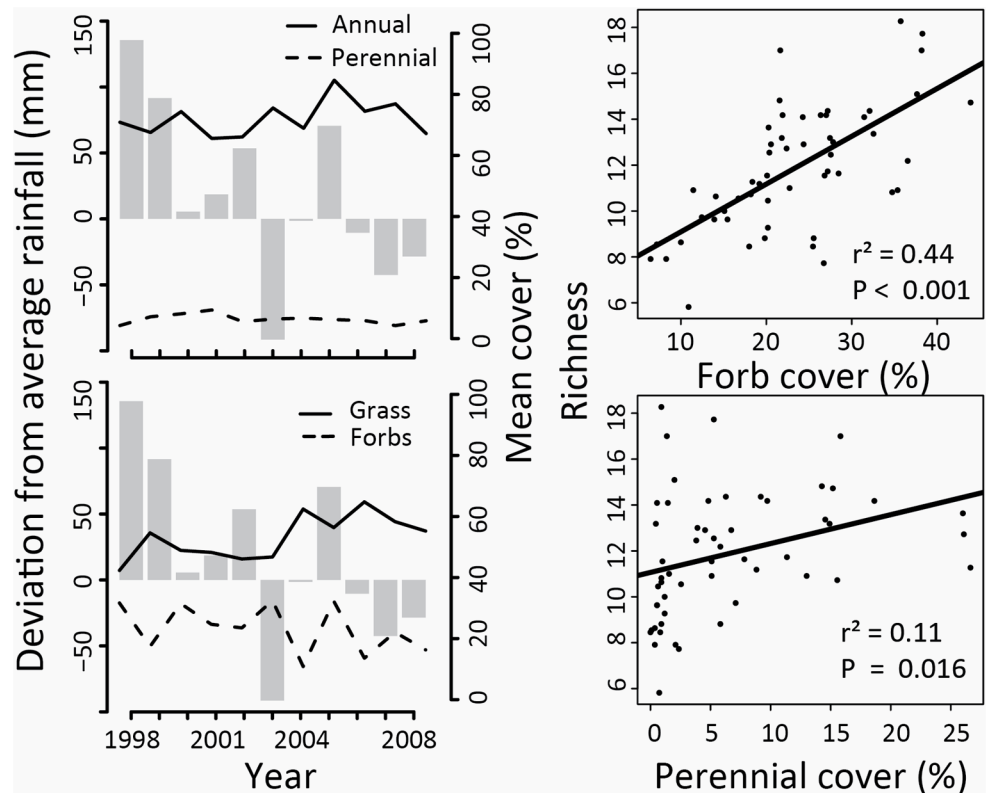 Deviation from average rainfall (mm)
150
50
0
−50
Annual
Perennial
100
80
60
40
20
0
Mean cover (%)
150
50
0
−50
Grass
Forbs
100
80
60
40
20
0
1998 2001 2004 2008
Year
Richness
18
16
14
12
10
8
6
r² = 0.44
P < 0.001
10 20 30 40
Forb cover (%)
18
16
14
12
10
8
6
r² = 0.11
P = 0.016
0 5 10 15 20 25
Perennial cover (%)